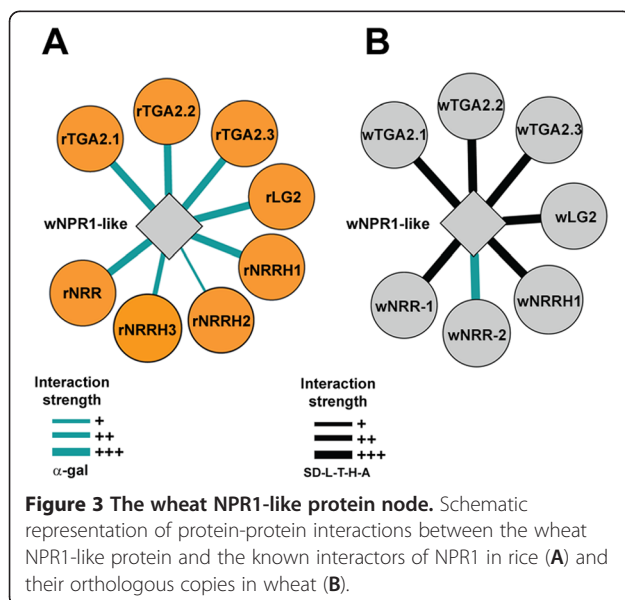 A
B
rTGA2.1
rTGA2.2
rTGA2.3
rLG2
rNRRH1
rNRRH2
rNRRH3
rNRR
wNPR1-like
wTGA2.1
wTGA2.2
wTGA2.3
wLG2
wNRRH1
wNRR-2
wNRR-1
wNPR1-like
Interaction
strength
+
++
+++
α-gal
Interaction
strength
+
++
+++
SD-L-T-H-A
Figure 3 The wheat NPR1-like protein node. Schematic
representation of protein-protein interactions between the wheat
NPR1-like protein and the known interactors of NPR1 in rice (A) and
their orthologous copies in wheat (B).